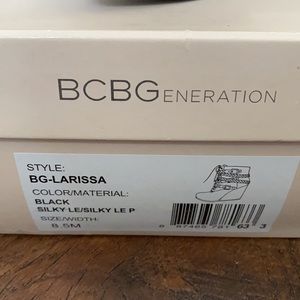 BCBGENERATION
STYLE:
BG-LARISSA
COLOR/MATERIAL:
BLACK
SILKY LE/SILKY LE P
SIZE/WIDTH:
8.5M